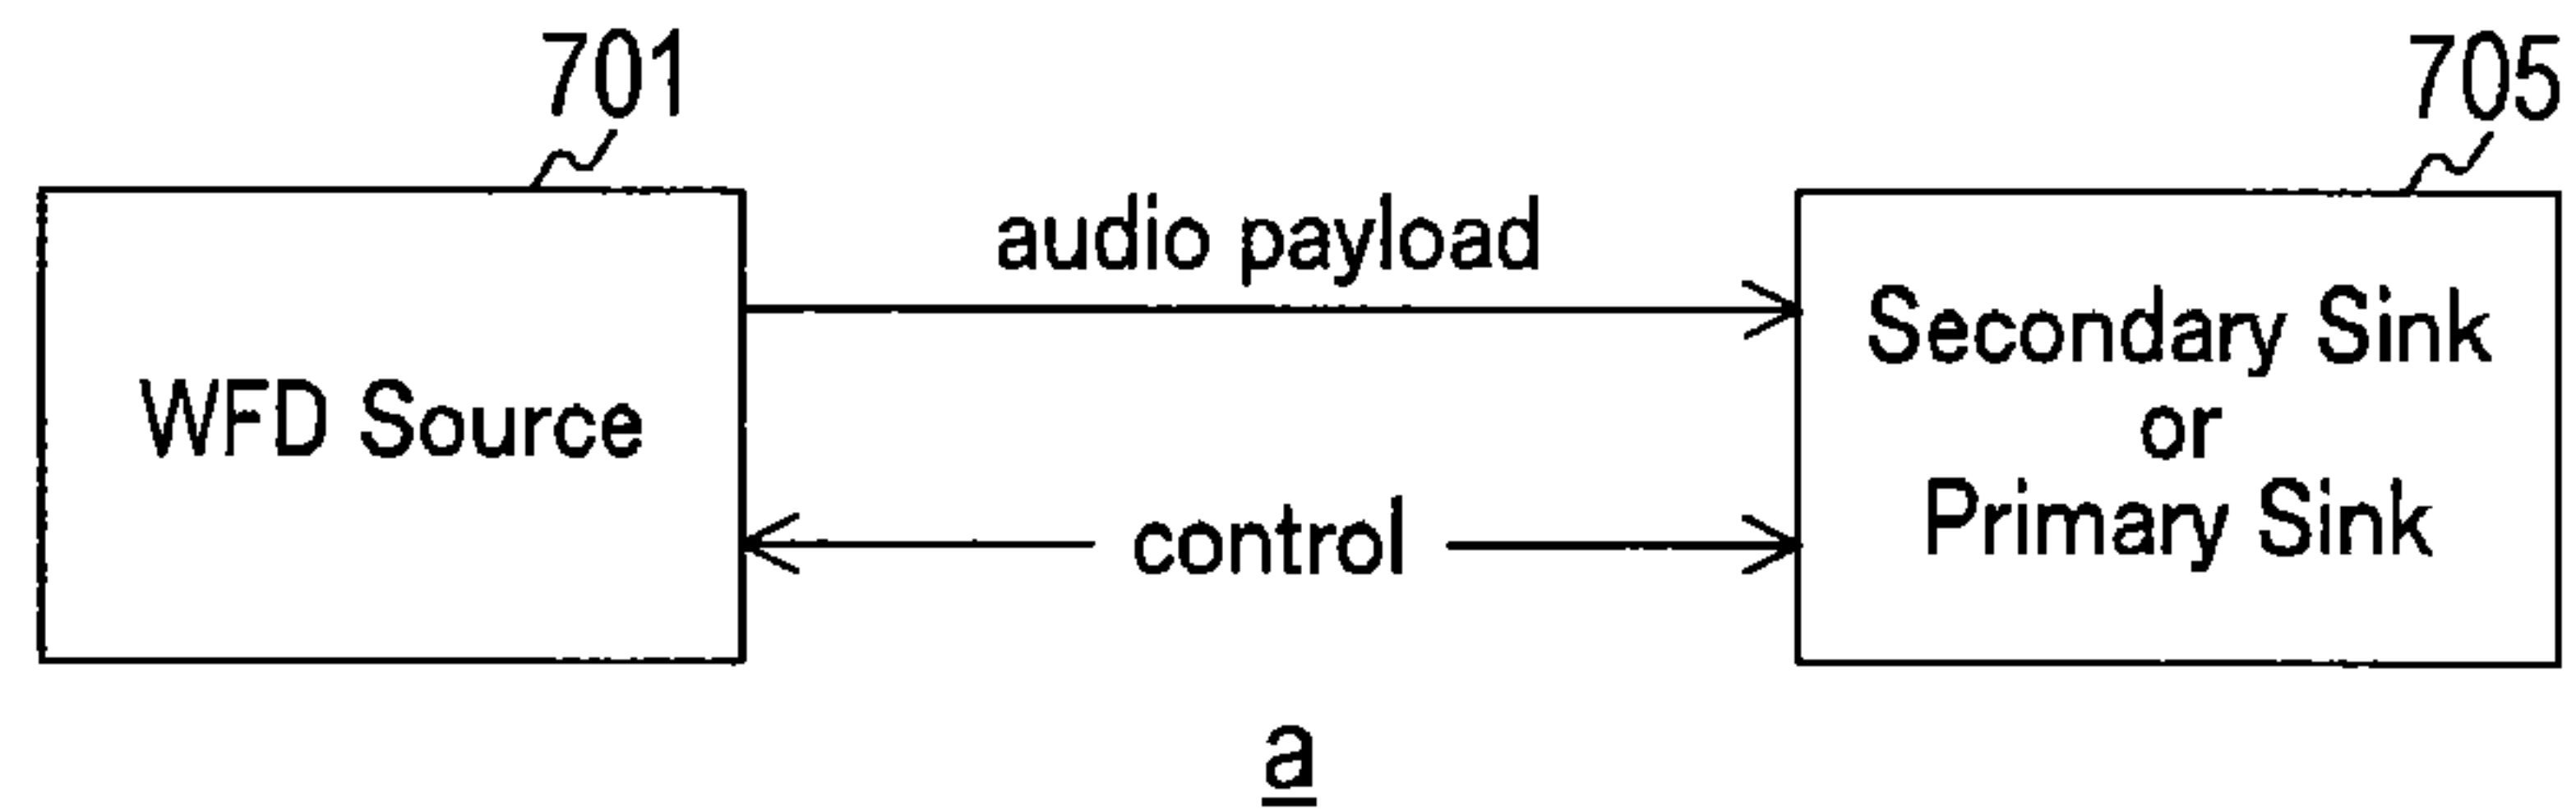 701
705
audio payload
WFD Source
Secondary Sink
or
Primary Sink
control
a